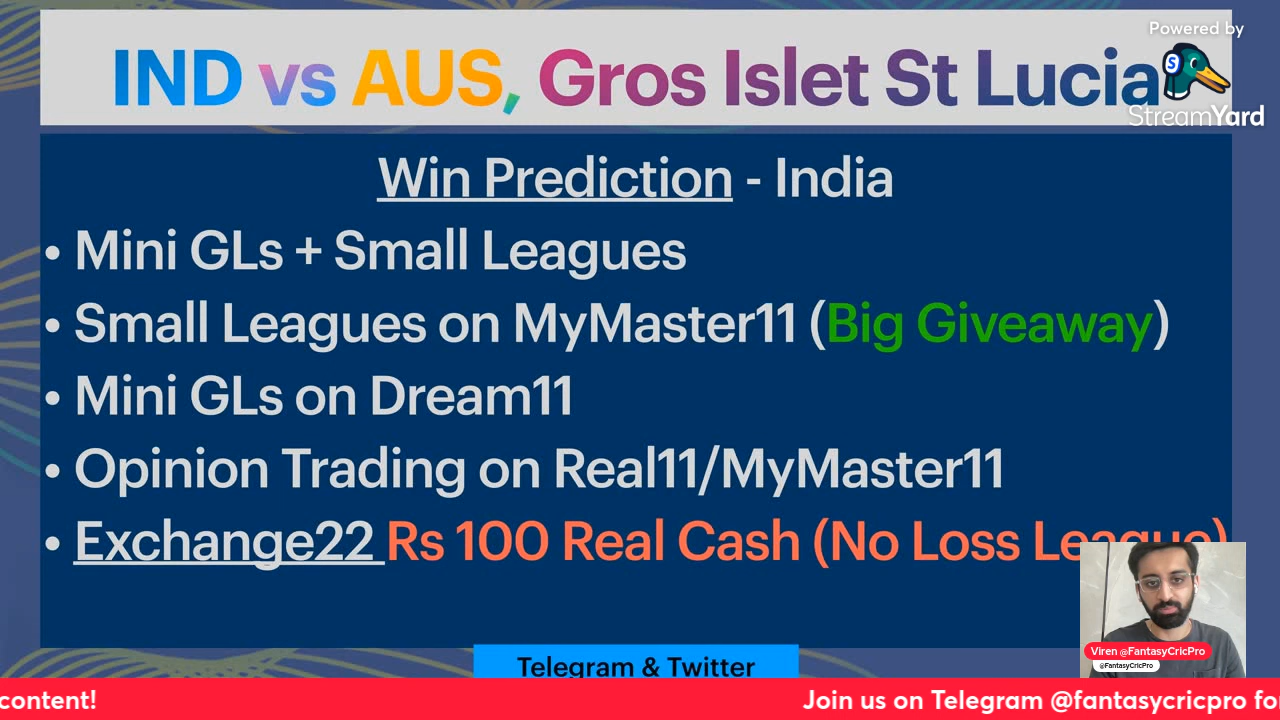 Powered by
IND vs AUS, Gros Islet St Lucia
StreamYard
Win Prediction - India
• Mini GLs + Small Leagues
• Small Leagues on MyMaster11 (Big Giveaway)
• Mini GLs on Dream11
• Opinion Trading on Real11/MyMaster11
• Exchange22 Rs 100 Real Cash (No Loss League)
Viren @FantasyCricPro
@FantasyCricPro
Telegram & Twitter
content! Join us on Telegram @fantasycricpro fo